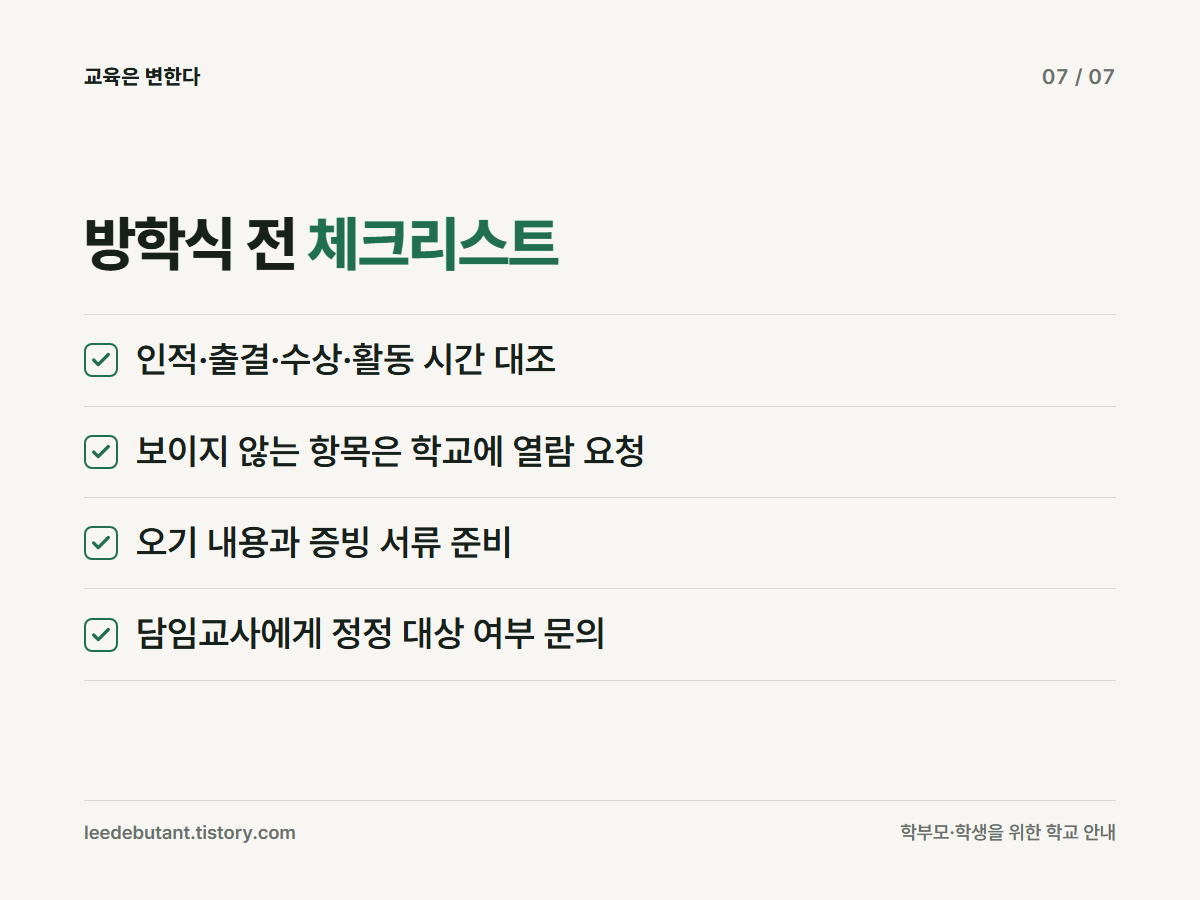 교육은 변한다
07 / 07
방학식 전 체크리스트
인적·출결·수상·활동 시간 대조
보이지 않는 항목은 학교에 열람 요청
오기 내용과 증빙 서류 준비
담임교사에게 정정 대상 여부 문의
leedebutant.tistory.com
학부모·학생을 위한 학교 안내